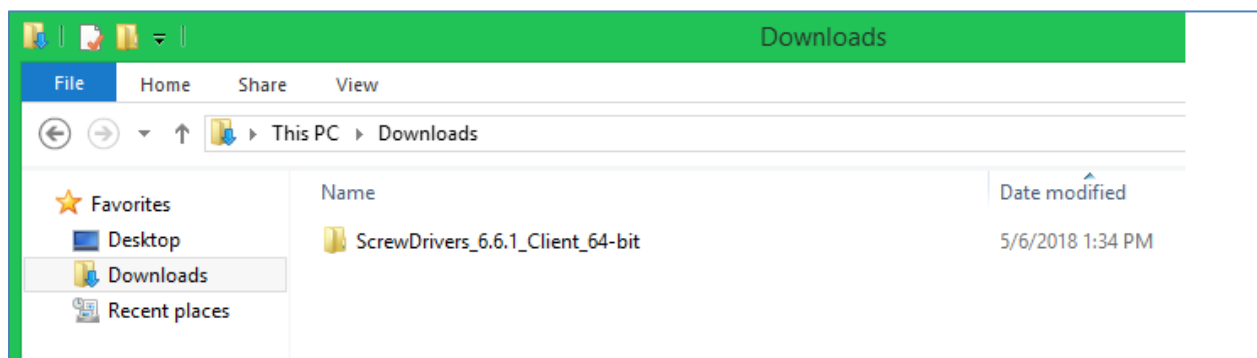 Downloads
File Home Share View
This PC Downloads
Name Date modified
Favorites
Desktop
Downloads
Recent places
ScrewDrivers_6.6.1_Client_64-bit 5/6/2018 1:34 PM